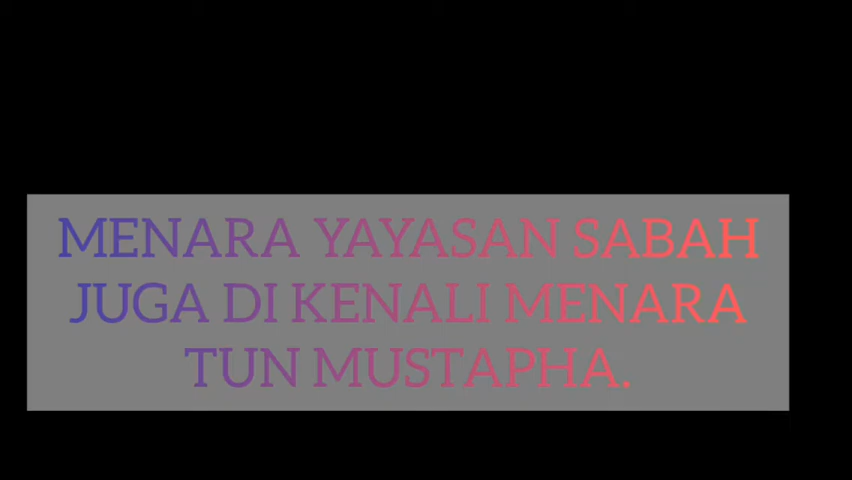 MENARA YAYASAN SABAH
JUGA DI KENALI MENARA
TUN MUSTAPHA.